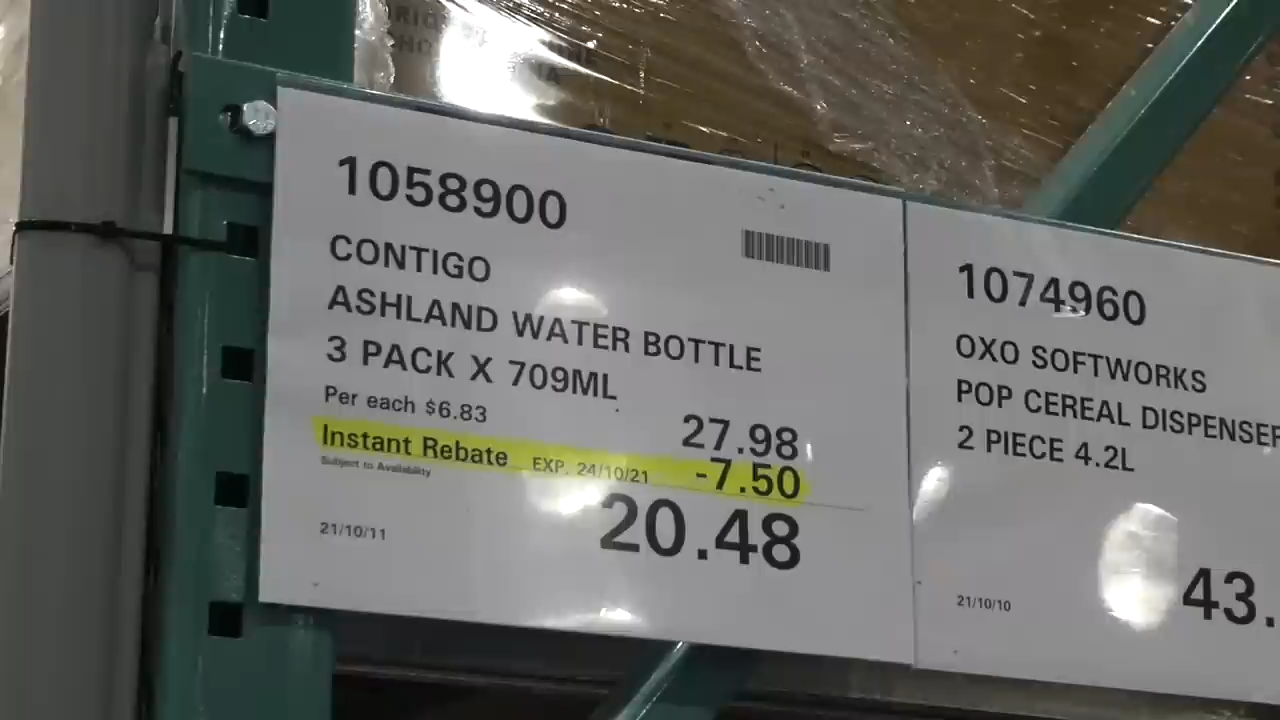 1058900
CONTIGO
ASHLAND WATER BOTTLE
3 PACK X 709ML
Per each $6.83
27.98
Instant Rebate EXP. 24/10/21 -7.50
Subject to Availability
20.48
21/10/11
1074960
OXO SOFTWORKS
POP CEREAL DISPENSER
2 PIECE 4.2L
43.
21/10/10